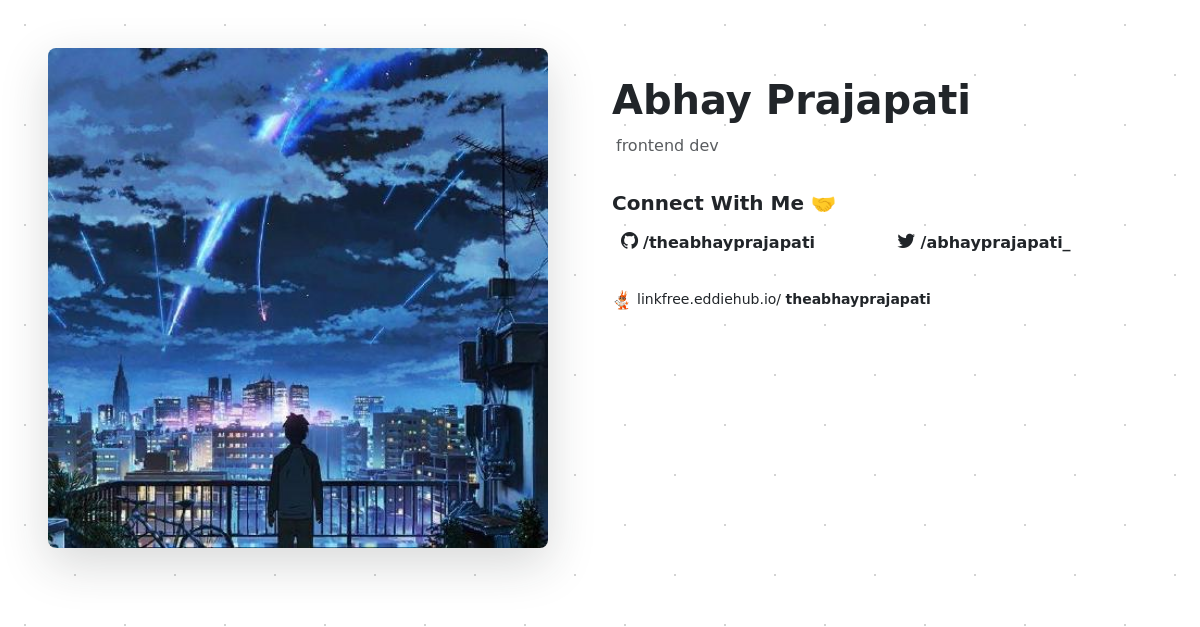 Abhay Prajapati
frontend dev
Connect With Me 🤝
/theabhayprajapati
/abhayprajapati_
linkfree.eddiehub.io/ theabhayprajapati